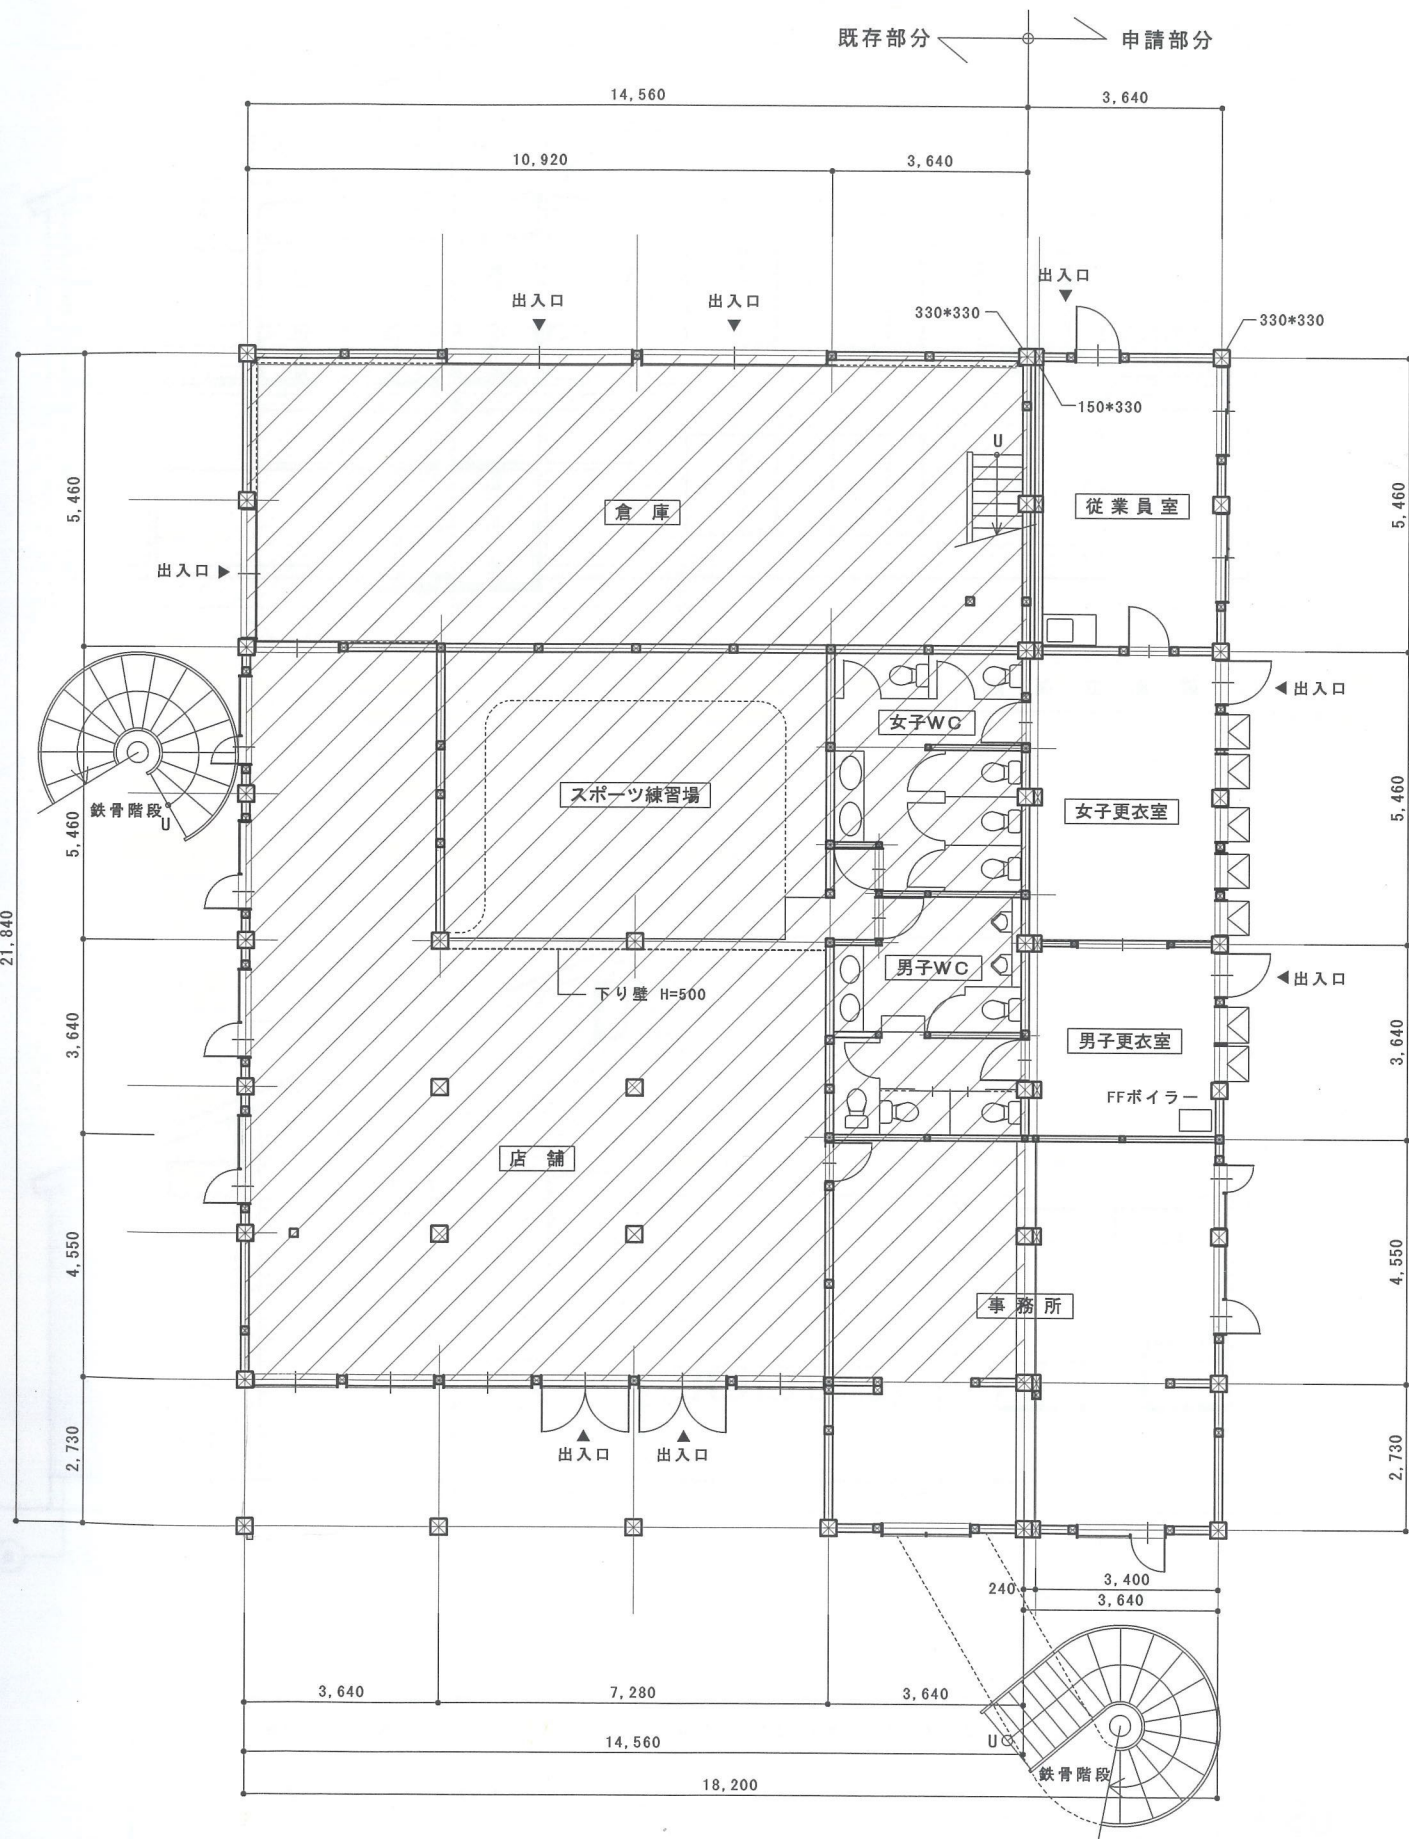 既存部分 申請部分
14,560 3,640
10,920 3,640
出入口
出入口 出入口
330*330 330*330
150*330
U
5,460 倉 庫 従業員室 5,460
出入口
女子WC 出入口
スポーツ練習場
鉄骨階段 女子更衣室
U
5,460 5,460
21,840
男子WC 出入口
下り壁 H=500
3,640 男子更衣室 3,640
FFボイラー
店 舗
4,550 4,550
事務所
2,730 出入口 出入口 2,730
240 3,400
3,640
3,640 7,280 3,640
14,560 U
鉄骨階段
18,200